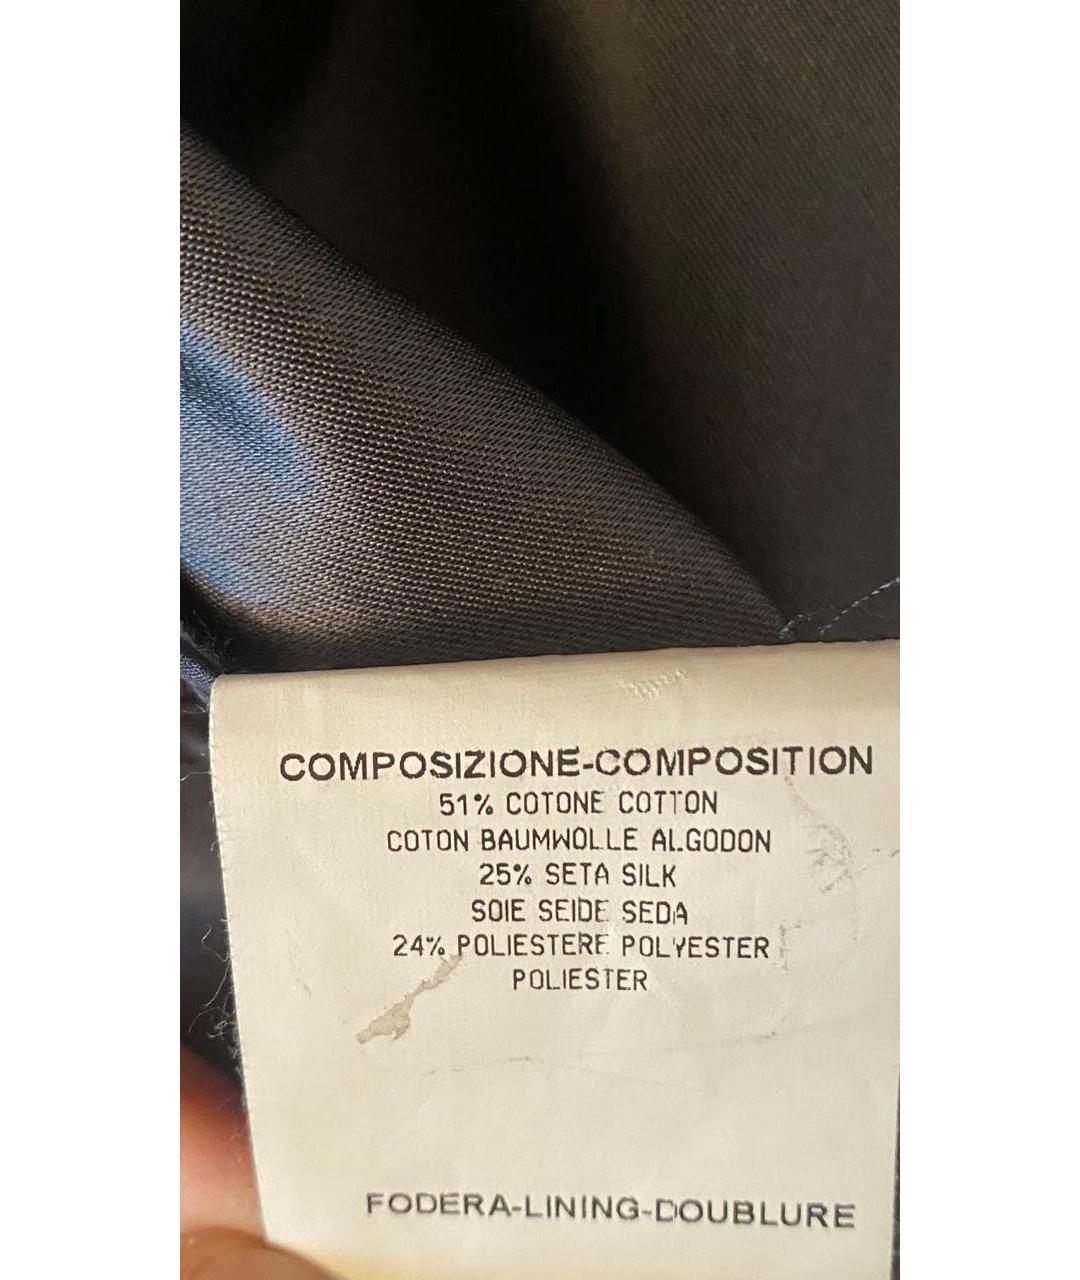 COMPOSIZIONE-COMPOSITION
51% COTONE COTTON
COTON BAUMWOLLE ALGODON
25% SETA SILK
SOIE SEIDE SEDA
24% POLIESTERE POLYESTER
POLIESTER
FODERA-LINING-DOUBLURE